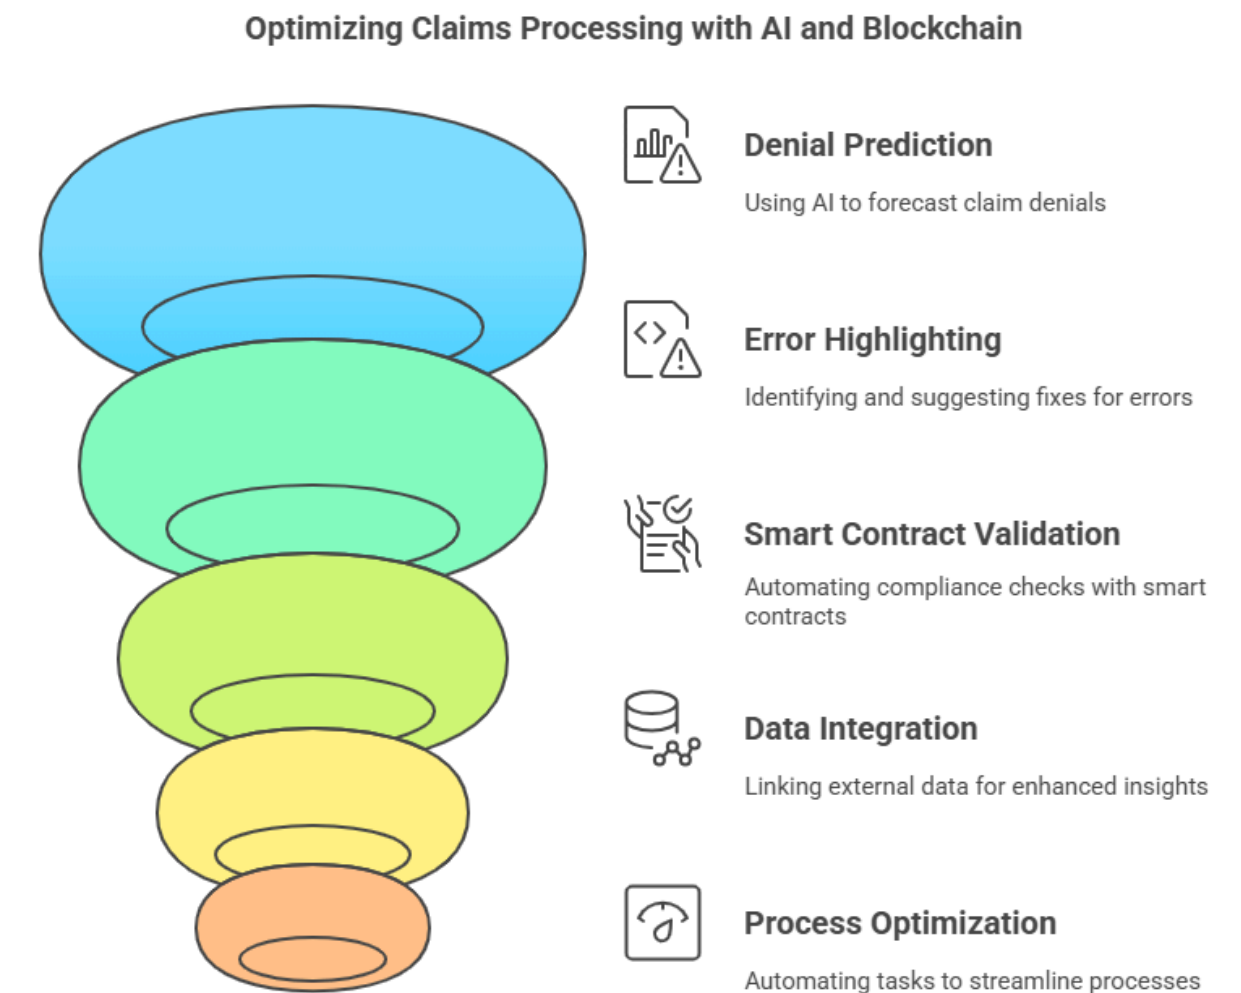 Optimizing Claims Processing with AI and Blockchain
Denial Prediction
Using AI to forecast claim denials
Error Highlighting
Identifying and suggesting fixes for errors
Smart Contract Validation
Automating compliance checks with smart
contracts
Data Integration
Linking external data for enhanced insights
Process Optimization
Automating tasks to streamline processes